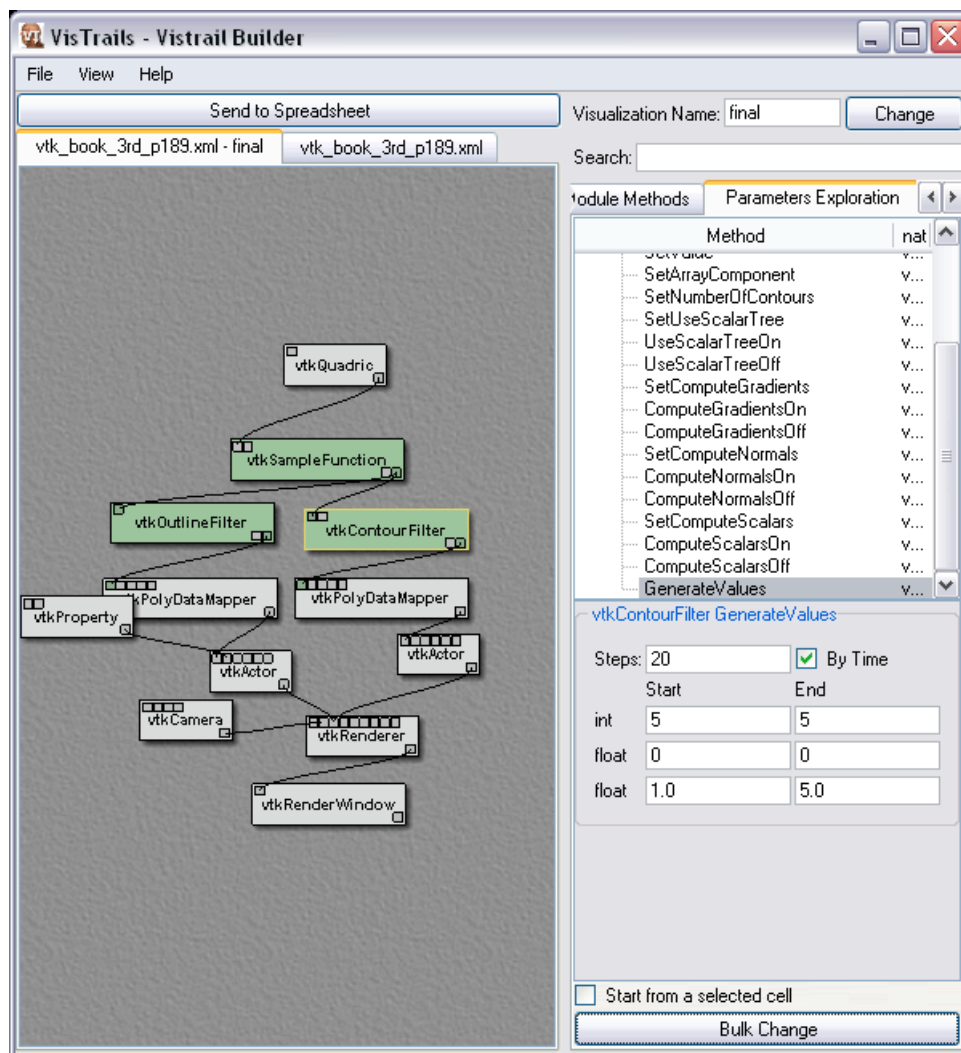 VisTrails - Vistrail Builder
File View Help
Send to Spreadsheet
vtk_book_3rd_p189.xml - final vtk_book_3rd_p189.xml
vtkQuadric
vtkSampleFunction
vtkOutlineFilter
vtkContourFilter
vtkPolyDataMapper
vtkPolyDataMapper
vtkProperty
vtkActor
vtkActor
vtkCamera
vtkRenderer
vtkRenderWindow
Visualization Name: final Change
Search:
Module Methods Parameters Exploration
Method nat
SetValue v...
SetArrayComponent v...
SetNumberOfContours v...
SetUseScalarTree v...
UseScalarTreeOn v...
UseScalarTreeOff v...
SetComputeGradients v...
ComputeGradientsOn v...
ComputeGradientsOff v...
SetComputeNormals v...
ComputeNormalsOn v...
ComputeNormalsOff v...
SetComputeScalars v...
ComputeScalarsOn v...
ComputeScalarsOff v...
GenerateValues v...
vtkContourFilter GenerateValues
Steps: 20 By Time
Start End
int 5 5
float 0 0
float 1.0 5.0
Start from a selected cell
Bulk Change